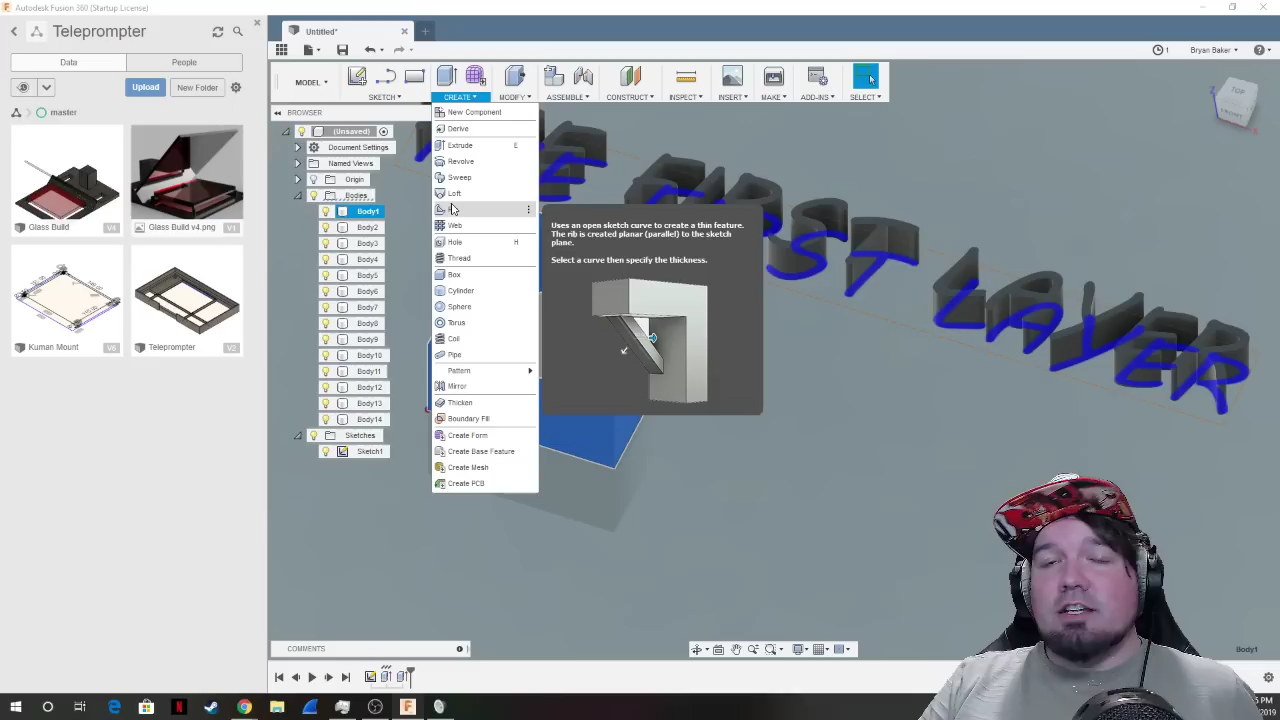 Autodesk Fusion 360 (Startup License)
Teleprompter
Data
People
Upload
New Folder
master
Glass Build
V4
Glass Build v4.png
V1
Kuman Mount
V6
Teleprompter
V2
Untitled*
1
Bryan Baker
MODEL
SKETCH
CREATE
MODIFY
ASSEMBLE
CONSTRUCT
INSPECT
INSERT
MAKE
ADD-INS
SELECT
BROWSER
(Unsaved)
Document Settings
Named Views
Origin
Bodies
Body1
Body2
Body3
Body4
Body5
Body6
Body7
Body8
Body9
Body10
Body11
Body12
Body13
Body14
Sketches
Sketch1
New Component
Derive
Extrude E
Revolve
Sweep
Loft
Web
Hole H
Thread
Box
Cylinder
Sphere
Torus
Coil
Pipe
Pattern
Mirror
Thicken
Boundary Fill
Create Form
Create Base Feature
Create Mesh
Create PCB
Uses an open sketch curve to create a thin feature.
The rib is created planar (parallel) to the sketch
plane.
Select a curve then specify the thickness.
FIRST LAYER
TOP
FRONT
COMMENTS
Body1